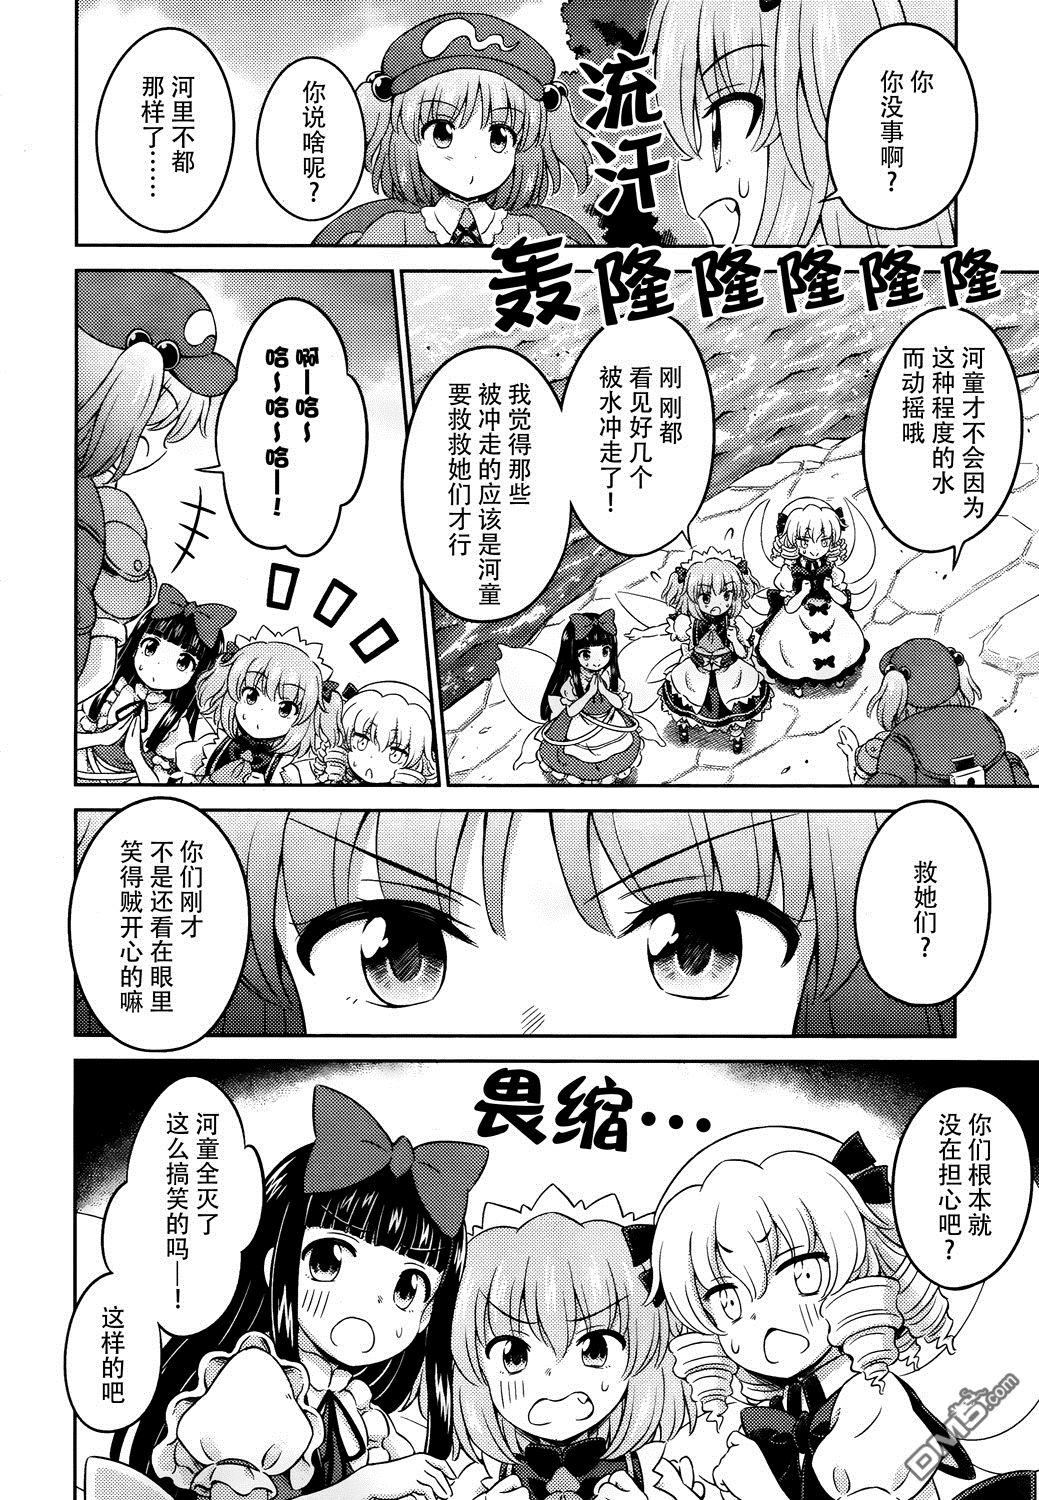 你
你没事啊?
流汗
你说啥呢?
河里不都
那样了……
轰隆隆隆隆隆
河童才不会因为
这种程度的水
而动摇哦
刚刚都
看见好几个
被水冲走了!
我觉得那些
被冲走的应该是河童
要救救她们才行
啊—哈~
哈~哈~哈—!
救她们?
你们刚才
不是还看在眼里
笑得贼开心的嘛
畏缩…
你们根本就
没在担心吧?
河童全灭了
这么搞笑的吗—!
这样的吧
DM5.com